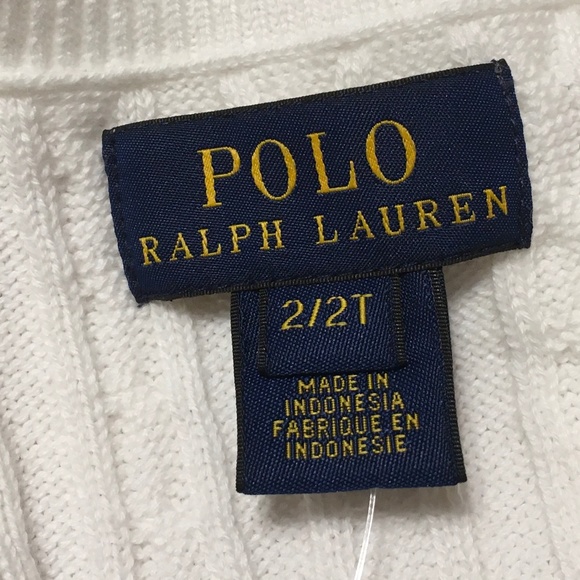 POLO
RALPH LAUREN
2/2T
MADE IN
INDONESIA
FABRIQUE EN
INDONESIE